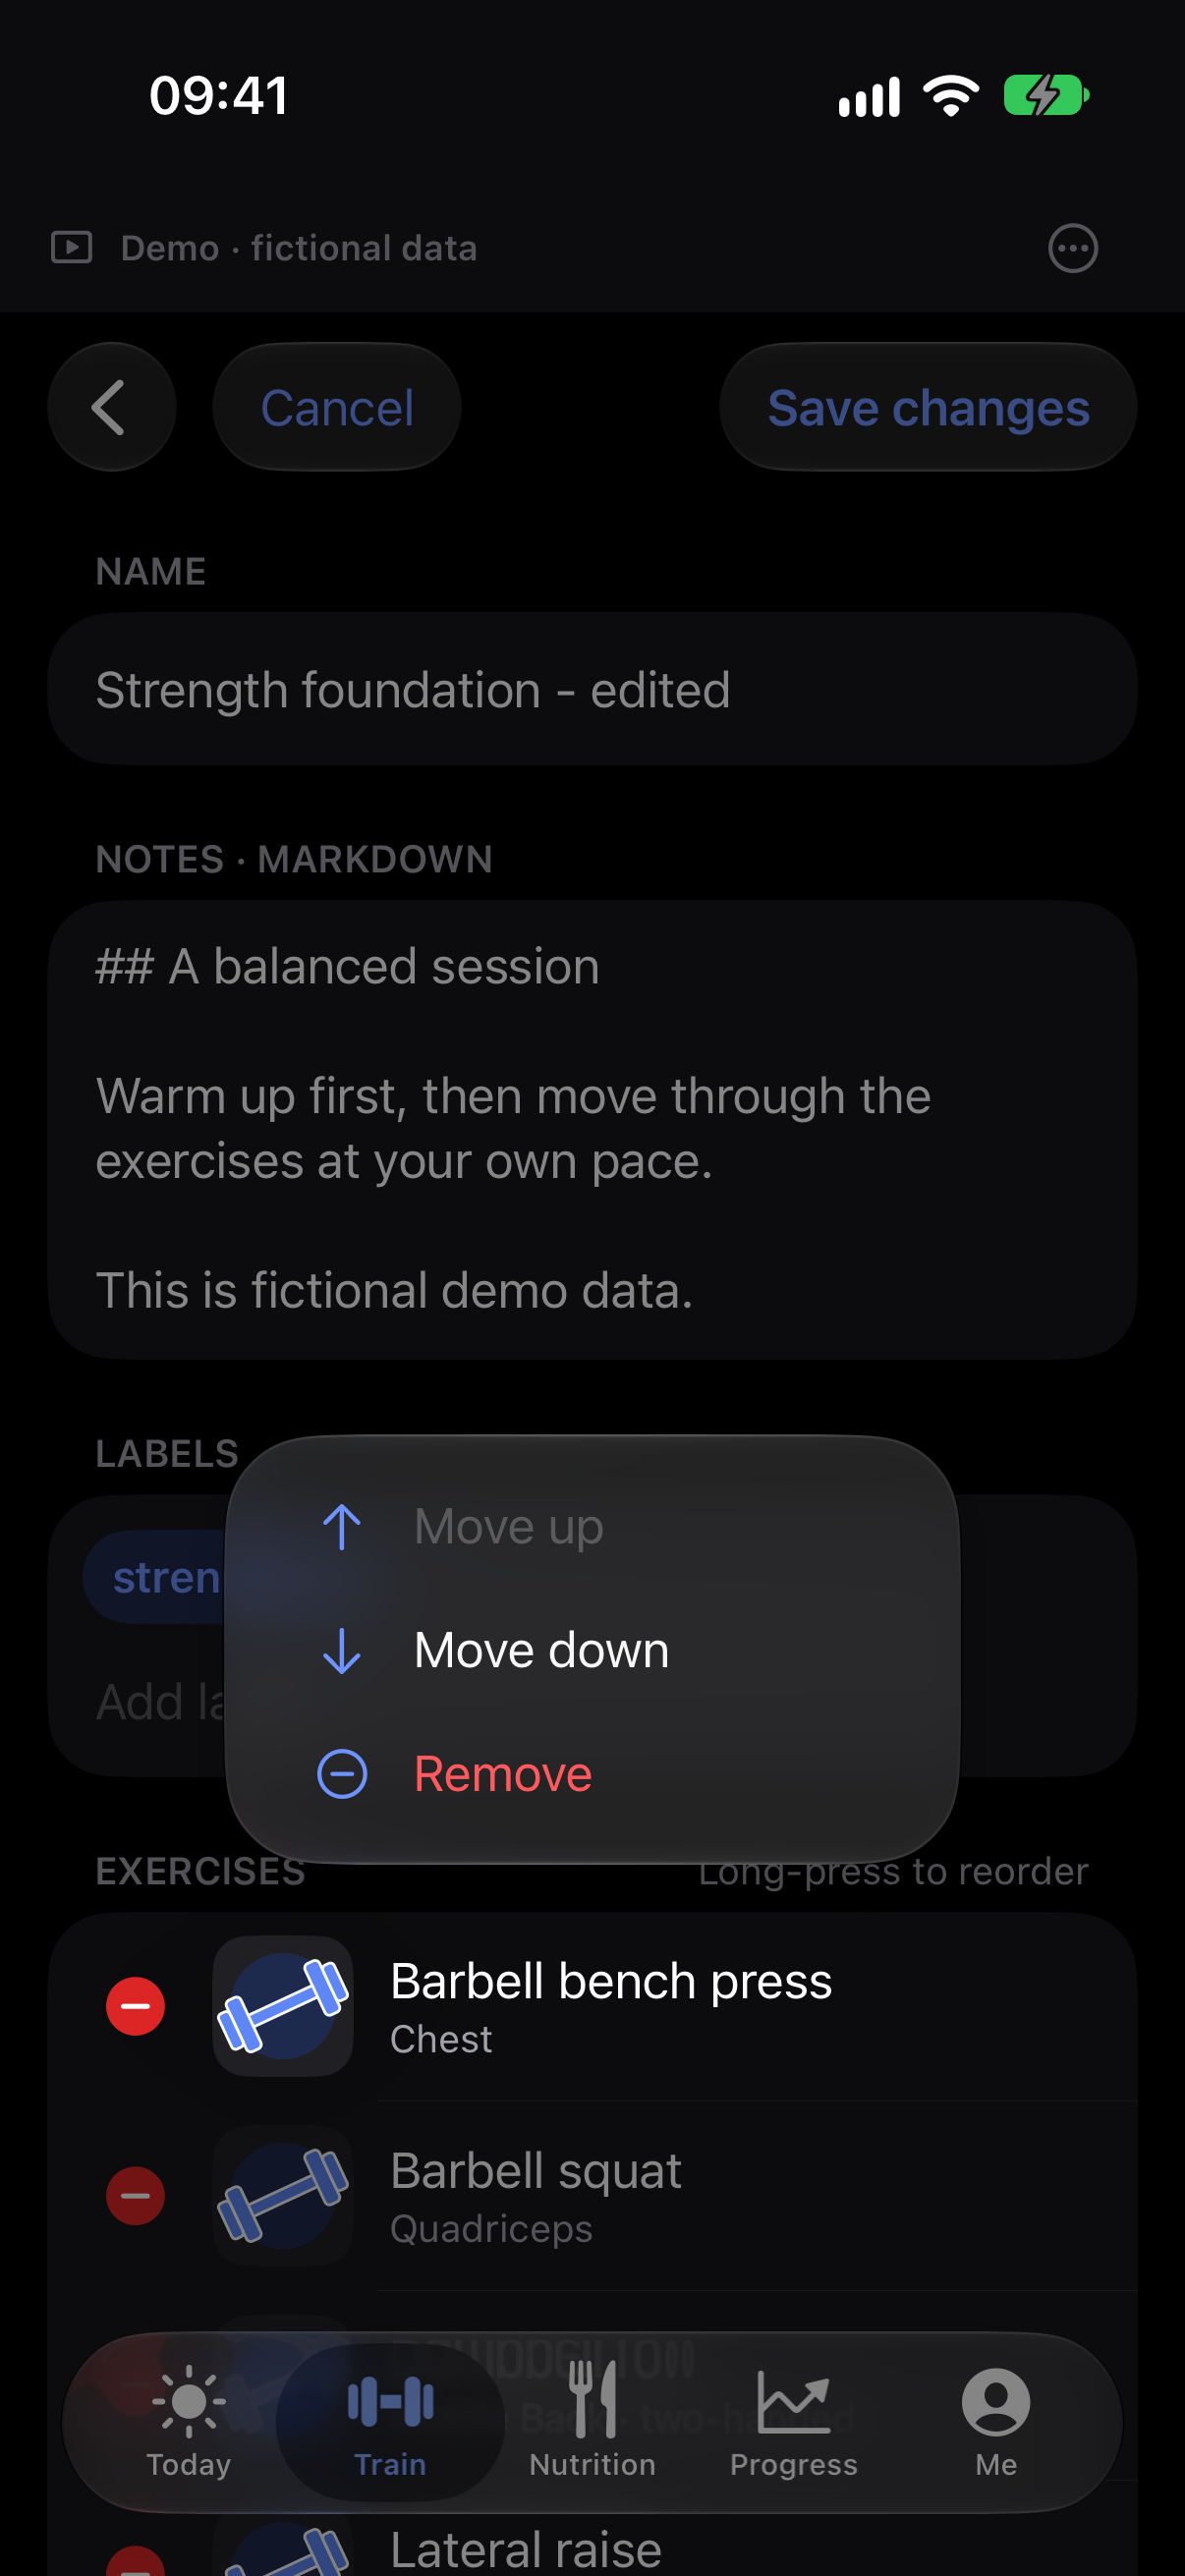 09:41
Demo · fictional data
Cancel
Save changes
NAME
Strength foundation - edited
NOTES · MARKDOWN
## A balanced session
Warm up first, then move through the
exercises at your own pace.
This is fictional demo data.
LABELS
Move up
Move down
Remove
EXERCISES
Long-press to reorder
Barbell bench press
Chest
Barbell squat
Quadriceps
Today
Train
Nutrition
Progress
Me
Lateral raise